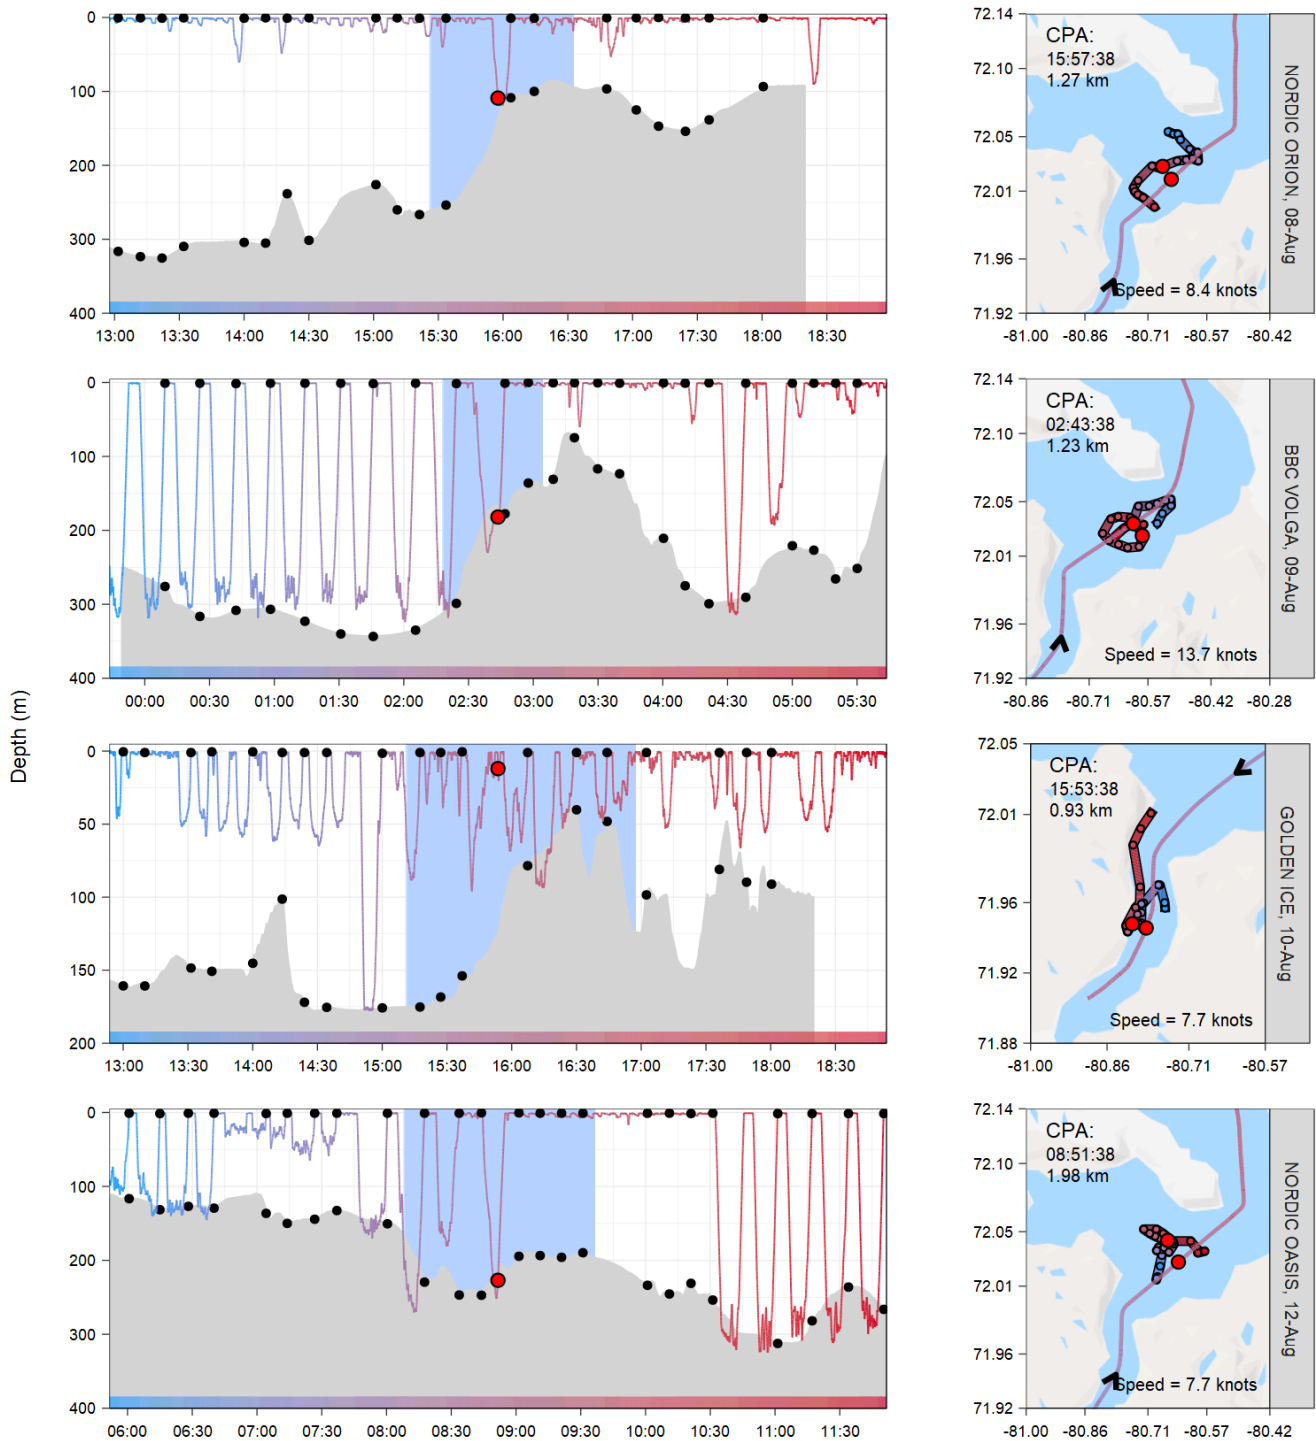 Depth (m)
0
100
200
300
400
13:00 13:30 14:00 14:30 15:00 15:30 16:00 16:30 17:00 17:30 18:00 18:30
72.14
72.10
72.05
72.01
71.96
71.92
CPA:
15:57:38
1.27 km
Speed = 8.4 knots
-81.00 -80.86 -80.71 -80.57 -80.42
NORDIC ORION, 08-Aug
0
100
200
300
400
00:00 00:30 01:00 01:30 02:00 02:30 03:00 03:30 04:00 04:30 05:00 05:30
72.14
72.10
72.05
72.01
71.96
71.92
CPA:
02:43:38
1.23 km
Speed = 13.7 knots
-80.86 -80.71 -80.57 -80.42 -80.28
BBC VOLGA, 09-Aug
0
50
100
150
200
13:00 13:30 14:00 14:30 15:00 15:30 16:00 16:30 17:00 17:30 18:00 18:30
72.05
72.01
71.96
71.92
71.88
CPA:
15:53:38
0.93 km
Speed = 7.7 knots
-81.00 -80.86 -80.71 -80.57
GOLDEN ICE, 10-Aug
0
100
200
300
400
06:00 06:30 07:00 07:30 08:00 08:30 09:00 09:30 10:00 10:30 11:00 11:30
72.14
72.10
72.05
72.01
71.96
71.92
CPA:
08:51:38
1.98 km
Speed = 7.7 knots
-81.00 -80.86 -80.71 -80.57 -80.42
NORDIC OASIS, 12-Aug